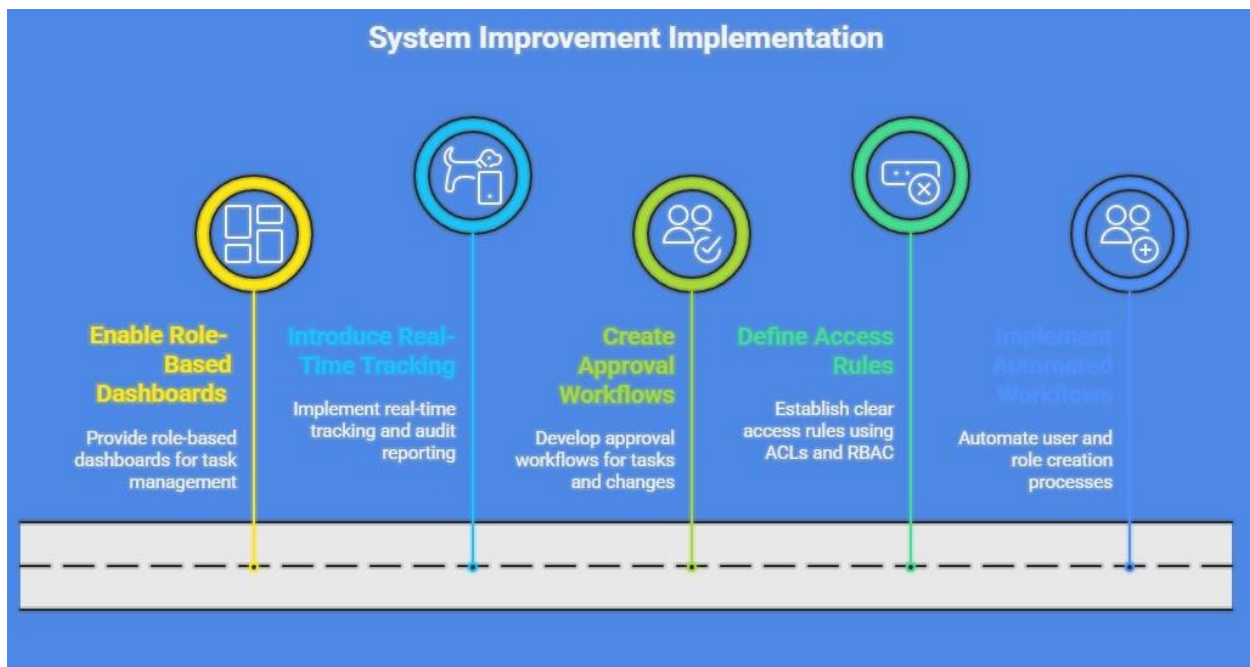 System Improvement Implementation
Enable Role-
Based
Dashboards
Provide role-based
dashboards for task
management
Introduce Real-
Time Tracking
Implement real-time
tracking and audit
reporting
Create
Approval
Workflows
Develop approval
workflows for tasks
and changes
Define Access
Rules
Establish clear
access rules using
ACLs and RBAC
Implement
Automated
Workflows
Automate user and
role creation
processes